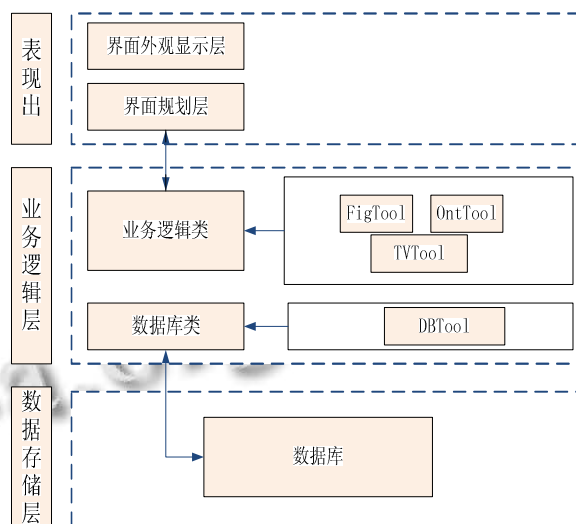 表现出
界面外观显示层
界面规划层
业务逻辑层
业务逻辑类
FigTool
OntTool
TVTool
数据库类
DBTool
数据存储层
数据库